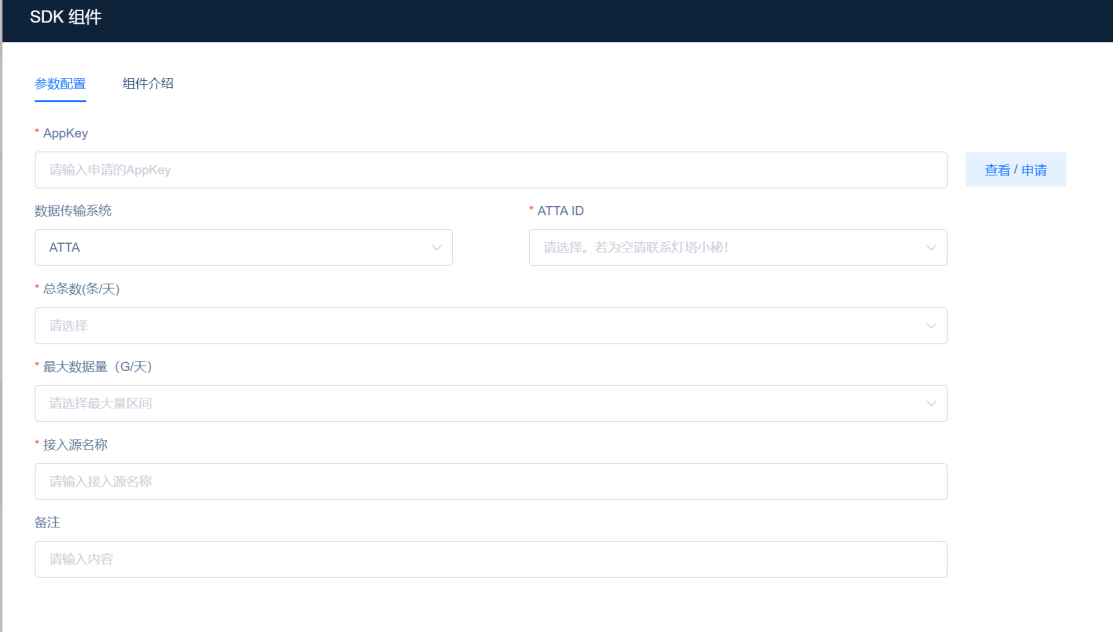 SDK 组件
参数配置 组件介绍
* AppKey
请输入申请的AppKey 查看 / 申请
数据传输系统 * ATTA ID
ATTA 请选择。若为空请联系灯塔小秘！
* 总条数(条/天)
请选择
* 最大数据量（G/天）
请选择最大量区间
* 接入源名称
请输入接入源名称
备注
请输入内容